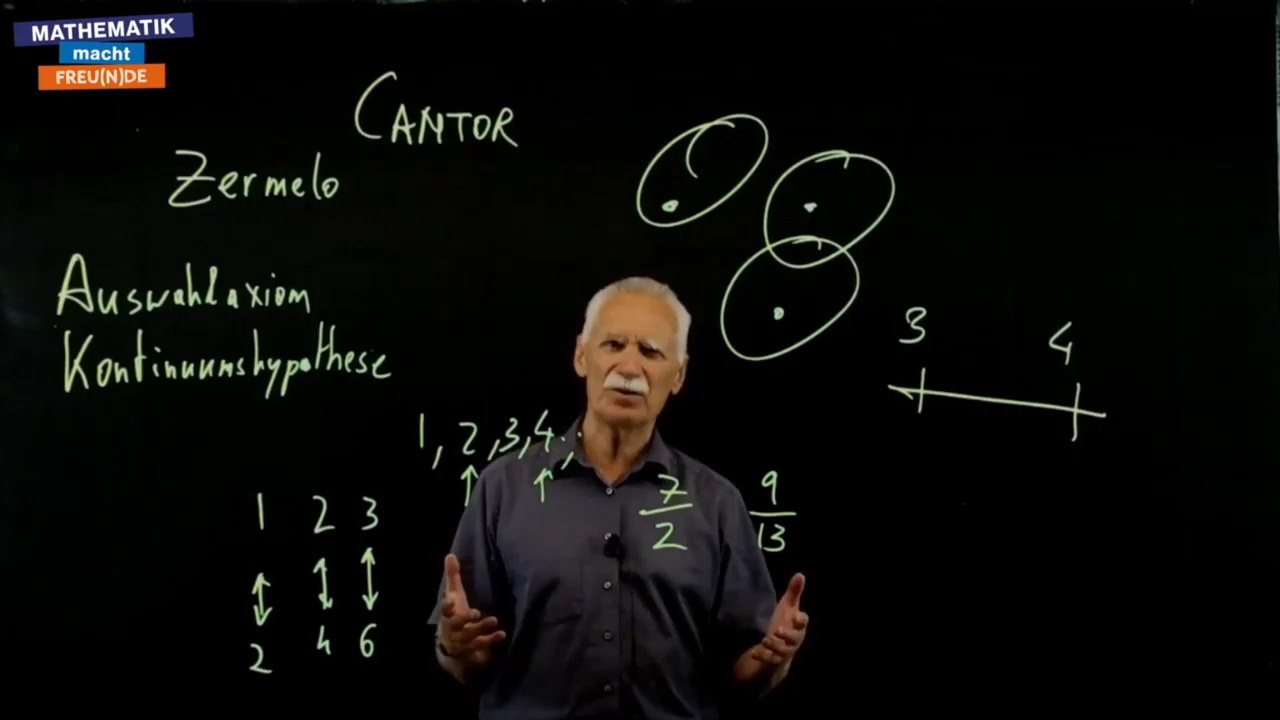 MATHEMATIK
macht
FREU(N)DE
CANTOR
Zermelo
Auswahlaxiom
Kontinuumshypothese
3 4
1, 2, 3, 4, ..
1 2 3
2 4 6
7/2 9/13